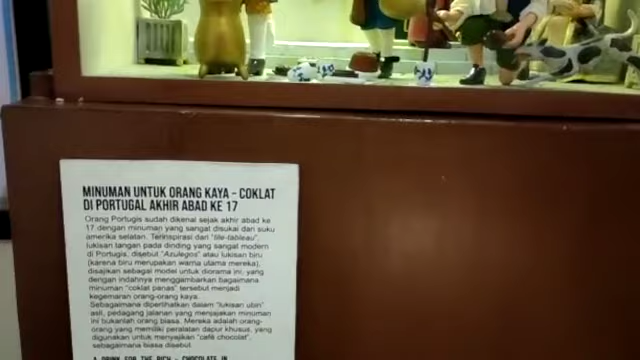 MINUMAN UNTUK ORANG KAYA - COKLAT
DI PORTUGAL AKHIR ABAD KE 17
Orang Portugis sudah dikenai sejak akhir abad ke
17 dengan minuman yang sangat disukai dari suku
amerika selatan. Terinspirasi dari "tile-tableau",
lukisan tangan pada dinding yang sangat modern
di Portugis, disebut "Azulegos" atau lukisan biru
(karena biru merupakan warna utama mereka),
disajikan sebagai model untuk diorama ini, yang
dengan indahnya menggambarkan bagaimana
minuman "coklat panas" tersebut menjadi
kegemaran orang-orang kaya.
Sebagaimana diperlihatkan dalam "lukisan ubin"
asli, pedagang jalanan yang menyajikan minuman
ini bukanlah orang biasa. Mereka adalah orang-
orang yang memiliki peralatan dapur khusus, yang
digunakan untuk menyajikan "café chocolat",
sebagaimana biasa disebut.
A DRINK FOR THE RICH - CHOCOLATE IN